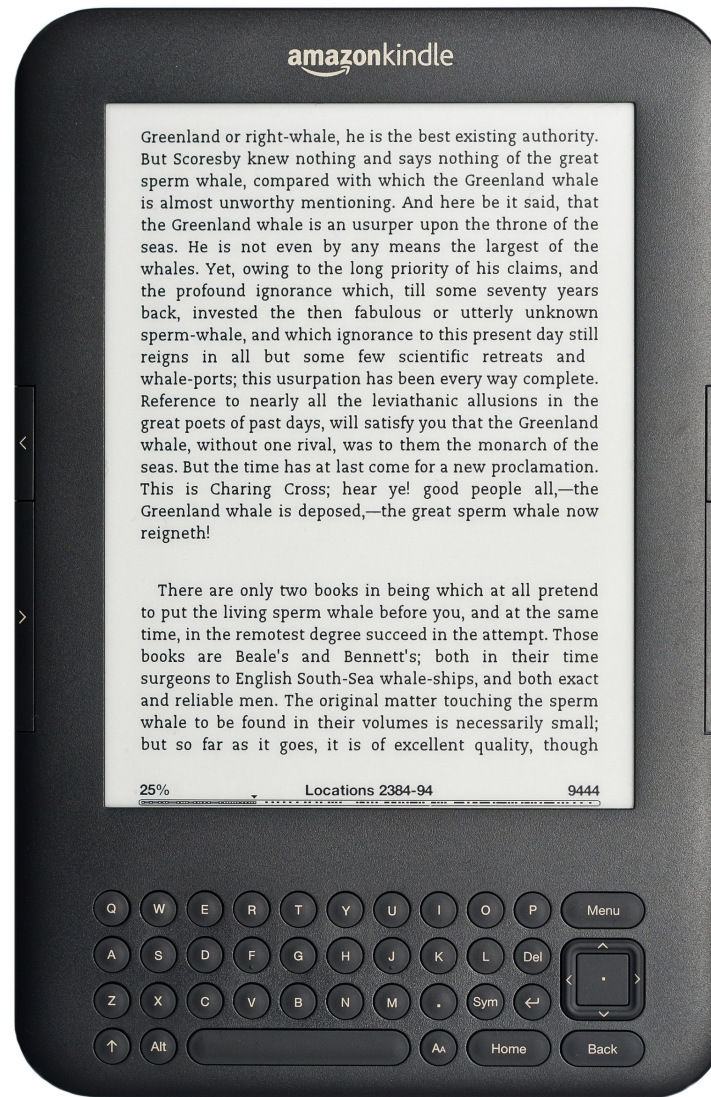 amazonkindle
Greenland or right-whale, he is the best existing authority.
But Scoresby knew nothing and says nothing of the great
sperm whale, compared with which the Greenland whale
is almost unworthy mentioning. And here be it said, that
the Greenland whale is an usurper upon the throne of the
seas. He is not even by any means the largest of the
whales. Yet, owing to the long priority of his claims, and
the profound ignorance which, till some seventy years
back, invested the then fabulous or utterly unknown
sperm-whale, and which ignorance to this present day still
reigns in all but some few scientific retreats and
whale-ports; this usurpation has been every way complete.
Reference to nearly all the leviathanic allusions in the
great poets of past days, will satisfy you that the Greenland
whale, without one rival, was to them the monarch of the
seas. But the time has at last come for a new proclamation.
This is Charing Cross; hear ye! good people all,—the
Greenland whale is deposed,—the great sperm whale now
reigneth!
There are only two books in being which at all pretend
to put the living sperm whale before you, and at the same
time, in the remotest degree succeed in the attempt. Those
books are Beale's and Bennett's; both in their time
surgeons to English South-Sea whale-ships, and both exact
and reliable men. The original matter touching the sperm
whale to be found in their volumes is necessarily small;
but so far as it goes, it is of excellent quality, though
25% Locations 2384-94 9444
Q W E R T Y U I O P Menu
A S D F G H J K L Del
Z X C V B N M . Sym
Alt AA Home Back